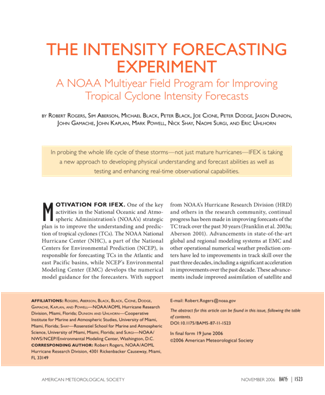 THE INTENSITY FORECASTING
EXPERIMENT
A NOAA Multiyear Field Program for Improving
Tropical Cyclone Intensity Forecasts
BY ROBERT ROGERS, SIM ABERSON, MICHAEL BLACK, PETER BLACK, JOE CIONE, PETER DODGE, JASON DUNION,
JOHN GAMACHE, JOHN KAPLAN, MARK POWELL, NICK SHAY, NAOMI SURGI, AND ERIC UHLHORN
In probing the whole life cycle of these storms—not just mature hurricanes—IFEX is taking
a new approach to developing physical understanding and forecast abilities as well as
testing and enhancing real-time observational capabilities.
MOTIVATION FOR IFEX. One of the key
activities in the National Oceanic and Atmo-
spheric Administration's (NOAA's) strategic
plan is to improve the understanding and predic-
tion of tropical cycles (TCs). The NOAA National
Hurricane Center (NHC), a part of the National
Centers for Environmental Prediction (NCEP), is
responsible for forecasting TCs in the Atlantic and
east Pacific basins, while NCEP's Environmental
Modeling Center (EMC) develops the numerical
model guidance for the forecasters. With support
from NOAA's Hurricane Research Division (HRD)
and others in the research community, continual
progress has been made in improving forecasts of the
TC track over the past 30 years (Franklin et al. 2003a;
Aberson 2001). Advancements in state-of-the-art
global and regional modeling systems at EMC and
other operational numerical weather prediction cen-
ters have led to improvements in track skill over the
past three decades, including a significant acceleration
in improvements over the past decade. These advance-
ments include improved assimilation of satellite and
AFFILIATIONS: ROGERS, ABERSON, BLACK, BLACK, CIONE, DODGE,
GAMACHE, KAPLAN, AND POWELL—NOAA/AOML Hurricane Research
Division, Miami, Florida; DUNION AND UHLHORN—Cooperative
Institute for Marine and Atmospheric Studies, University of Miami,
Miami, Florida; SHAY—Rosenstiel School for Marine and Atmospheric
Science, University of Miami, Miami, Florida; and SURGI—NOAA/
NWS/NCEP/Environmental Modeling Center, Washington, D.C.
CORRESPONDING AUTHOR: Robert Rogers, NOAA/AOML
Hurricane Research Division, 4301 Rickenbacker Causeway, Miami,
FL 33149
E-mail: Robert.Rogers@noaa.gov
The abstract for this article can be found in this issue, following the table
of contents.
DOI:10.1175/BAMS-87-11-1523
In final form 19 June 2006
©2006 American Meteorological Society
AMERICAN METEOROLOGICAL SOCIETY
NOVEMBER 2006 BAMS | 1523